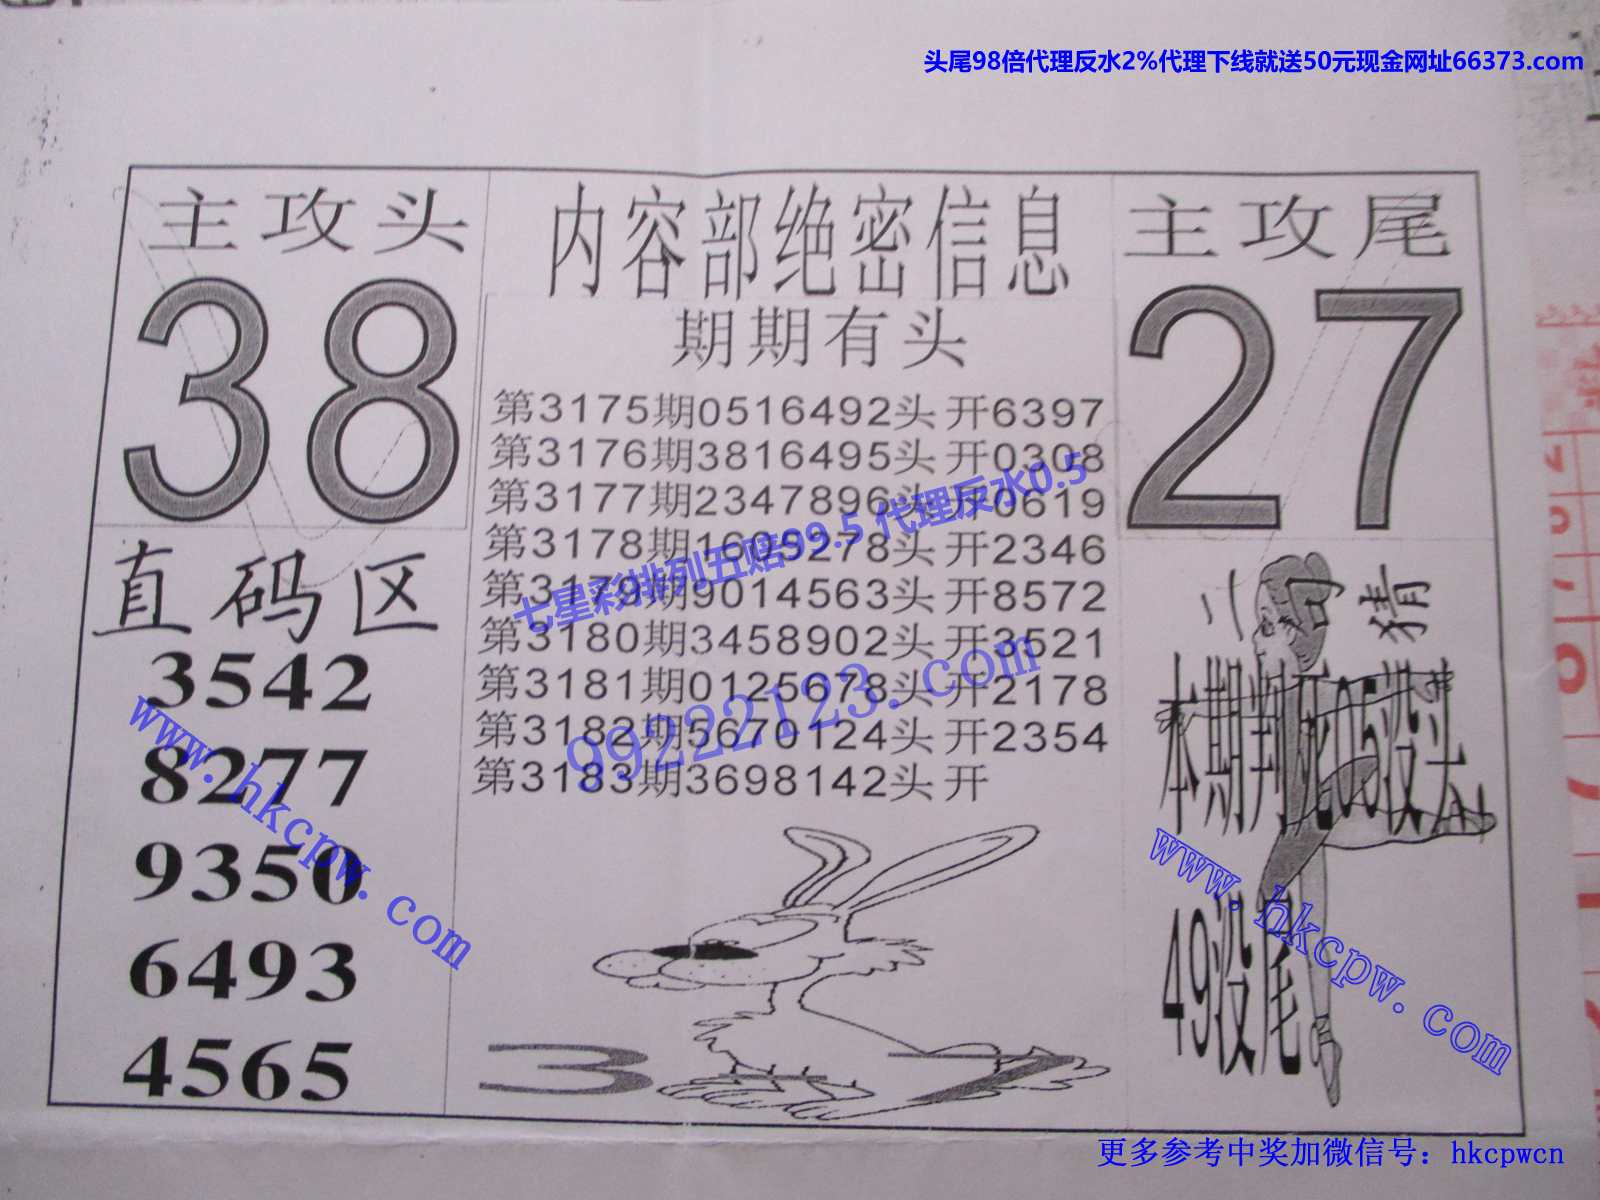 头尾98倍代理反水2%代理下线就送50元现金网址66373.com
主攻头
38
内容部绝密信息
期期有头
主攻尾
27
第3175期0516492头开6397
第3176期3816495头开0308
第3177期2347896头开0619
第3178期1605278头开2346
第3179期9014563头开8572
第3180期3458902头开3521
第3181期0125678头开2178
第3182期5670124头开2354
第3183期3698142头开
七星彩排列五赔99.5 代理反水0.5
99222123.com
直码区
3542
8277
9350
6493
4565
www.hkcpw.com
二句猜
本期判死05没头
49没尾
www.hkcpw.com
3
更多参考中奖加微信号：hkcpwcn